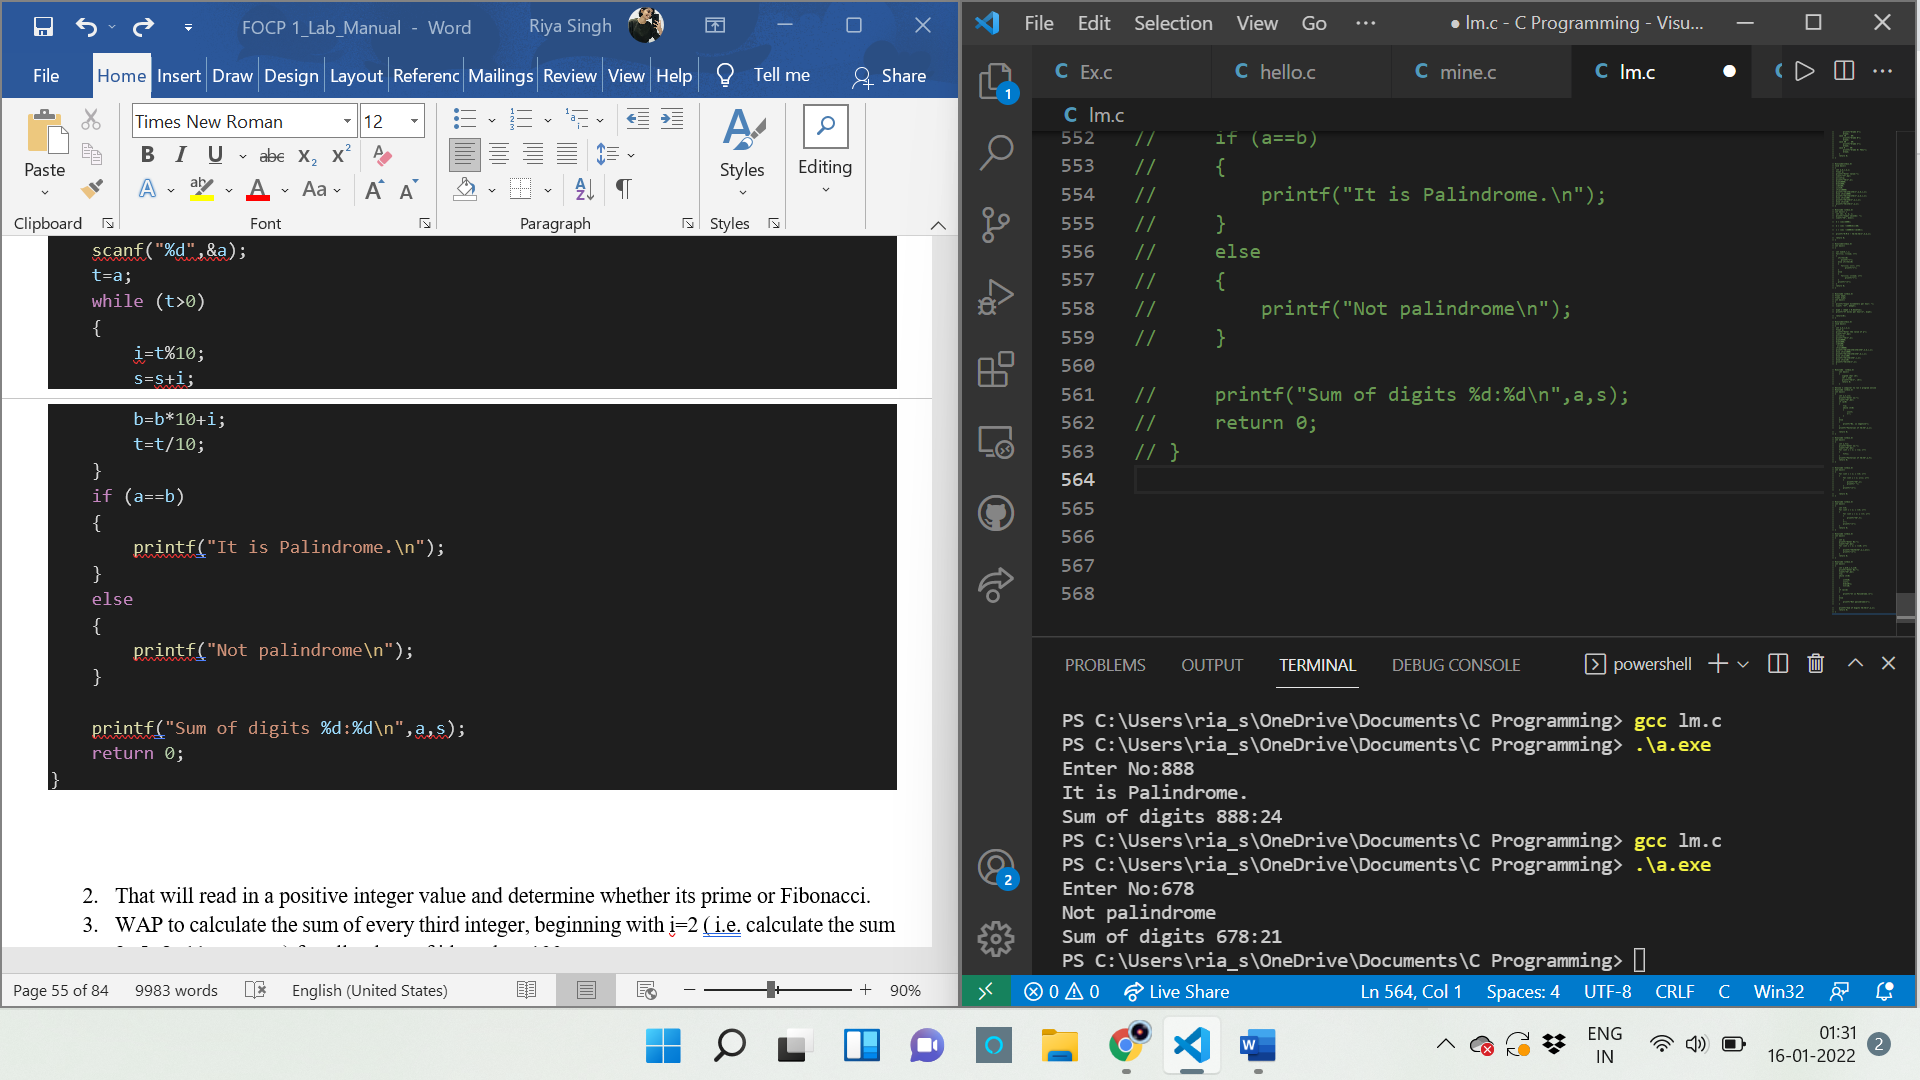 FOCP 1_Lab_Manual - Word
Riya Singh
File Home Insert Draw Design Layout Referenc Mailings Review View Help Tell me Share
Paste
Times New Roman 12
Styles
Editing
Clipboard Font Paragraph Styles
scanf("%d",&a);
t=a;
while (t>0)
{
i=t%10;
s=s+i;
b=b*10+i;
t=t/10;
}
if (a==b)
{
printf("It is Palindrome.\n");
}
else
{
printf("Not palindrome\n");
}
printf("Sum of digits %d:%d\n",a,s);
return 0;
}
2. That will read in a positive integer value and determine whether its prime or Fibonacci.
3. WAP to calculate the sum of every third integer, beginning with i=2 ( i.e. calculate the sum
Page 55 of 84 9983 words English (United States) 90%
File Edit Selection View Go ··· ● lm.c - C Programming - Visu...
C Ex.c C hello.c C mine.c C lm.c
C lm.c
552 // if (a==b)
553 // {
554 // printf("It is Palindrome.\n");
555 // }
556 // else
557 // {
558 // printf("Not palindrome\n");
559 // }
560
561 // printf("Sum of digits %d:%d\n",a,s);
562 // return 0;
563 // }
564
565
566
567
568
1
2
PROBLEMS OUTPUT TERMINAL DEBUG CONSOLE powershell
PS C:\Users\ria_s\OneDrive\Documents\C Programming> gcc lm.c
PS C:\Users\ria_s\OneDrive\Documents\C Programming> .\a.exe
Enter No:888
It is Palindrome.
Sum of digits 888:24
PS C:\Users\ria_s\OneDrive\Documents\C Programming> gcc lm.c
PS C:\Users\ria_s\OneDrive\Documents\C Programming> .\a.exe
Enter No:678
Not palindrome
Sum of digits 678:21
PS C:\Users\ria_s\OneDrive\Documents\C Programming>
0 0 Live Share Ln 564, Col 1 Spaces: 4 UTF-8 CRLF C Win32
ENG
IN
01:31
16-01-2022
2